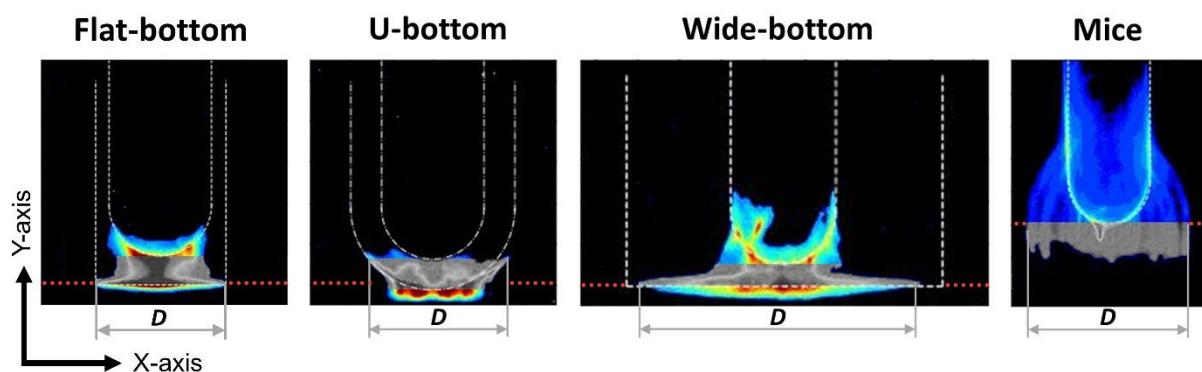 Flat-bottom
U-bottom
Wide-bottom
Mice
Y-axis
D
D
D
D
X-axis